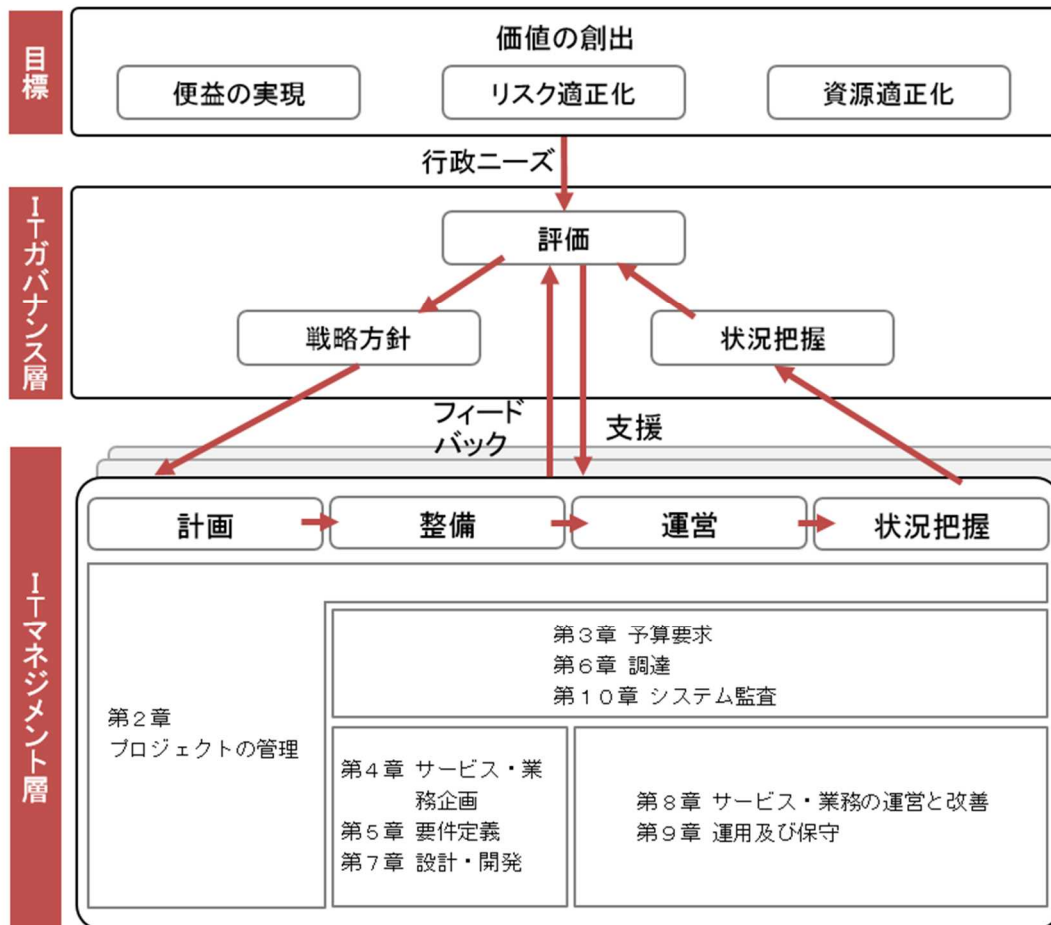 目標
価値の創出
便益の実現
リスク適正化
資源適正化
行政ニーズ
ITガバナンス層
評価
戦略方針
状況把握
フィード
バック
支援
ITマネジメント層
計画
整備
運営
状況把握
第2章
プロジェクトの管理
第3章 予算要求
第6章 調達
第10章 システム監査
第4章 サービス・業
務企画
第5章 要件定義
第7章 設計・開発
第8章 サービス・業務の運営と改善
第9章 運用及び保守